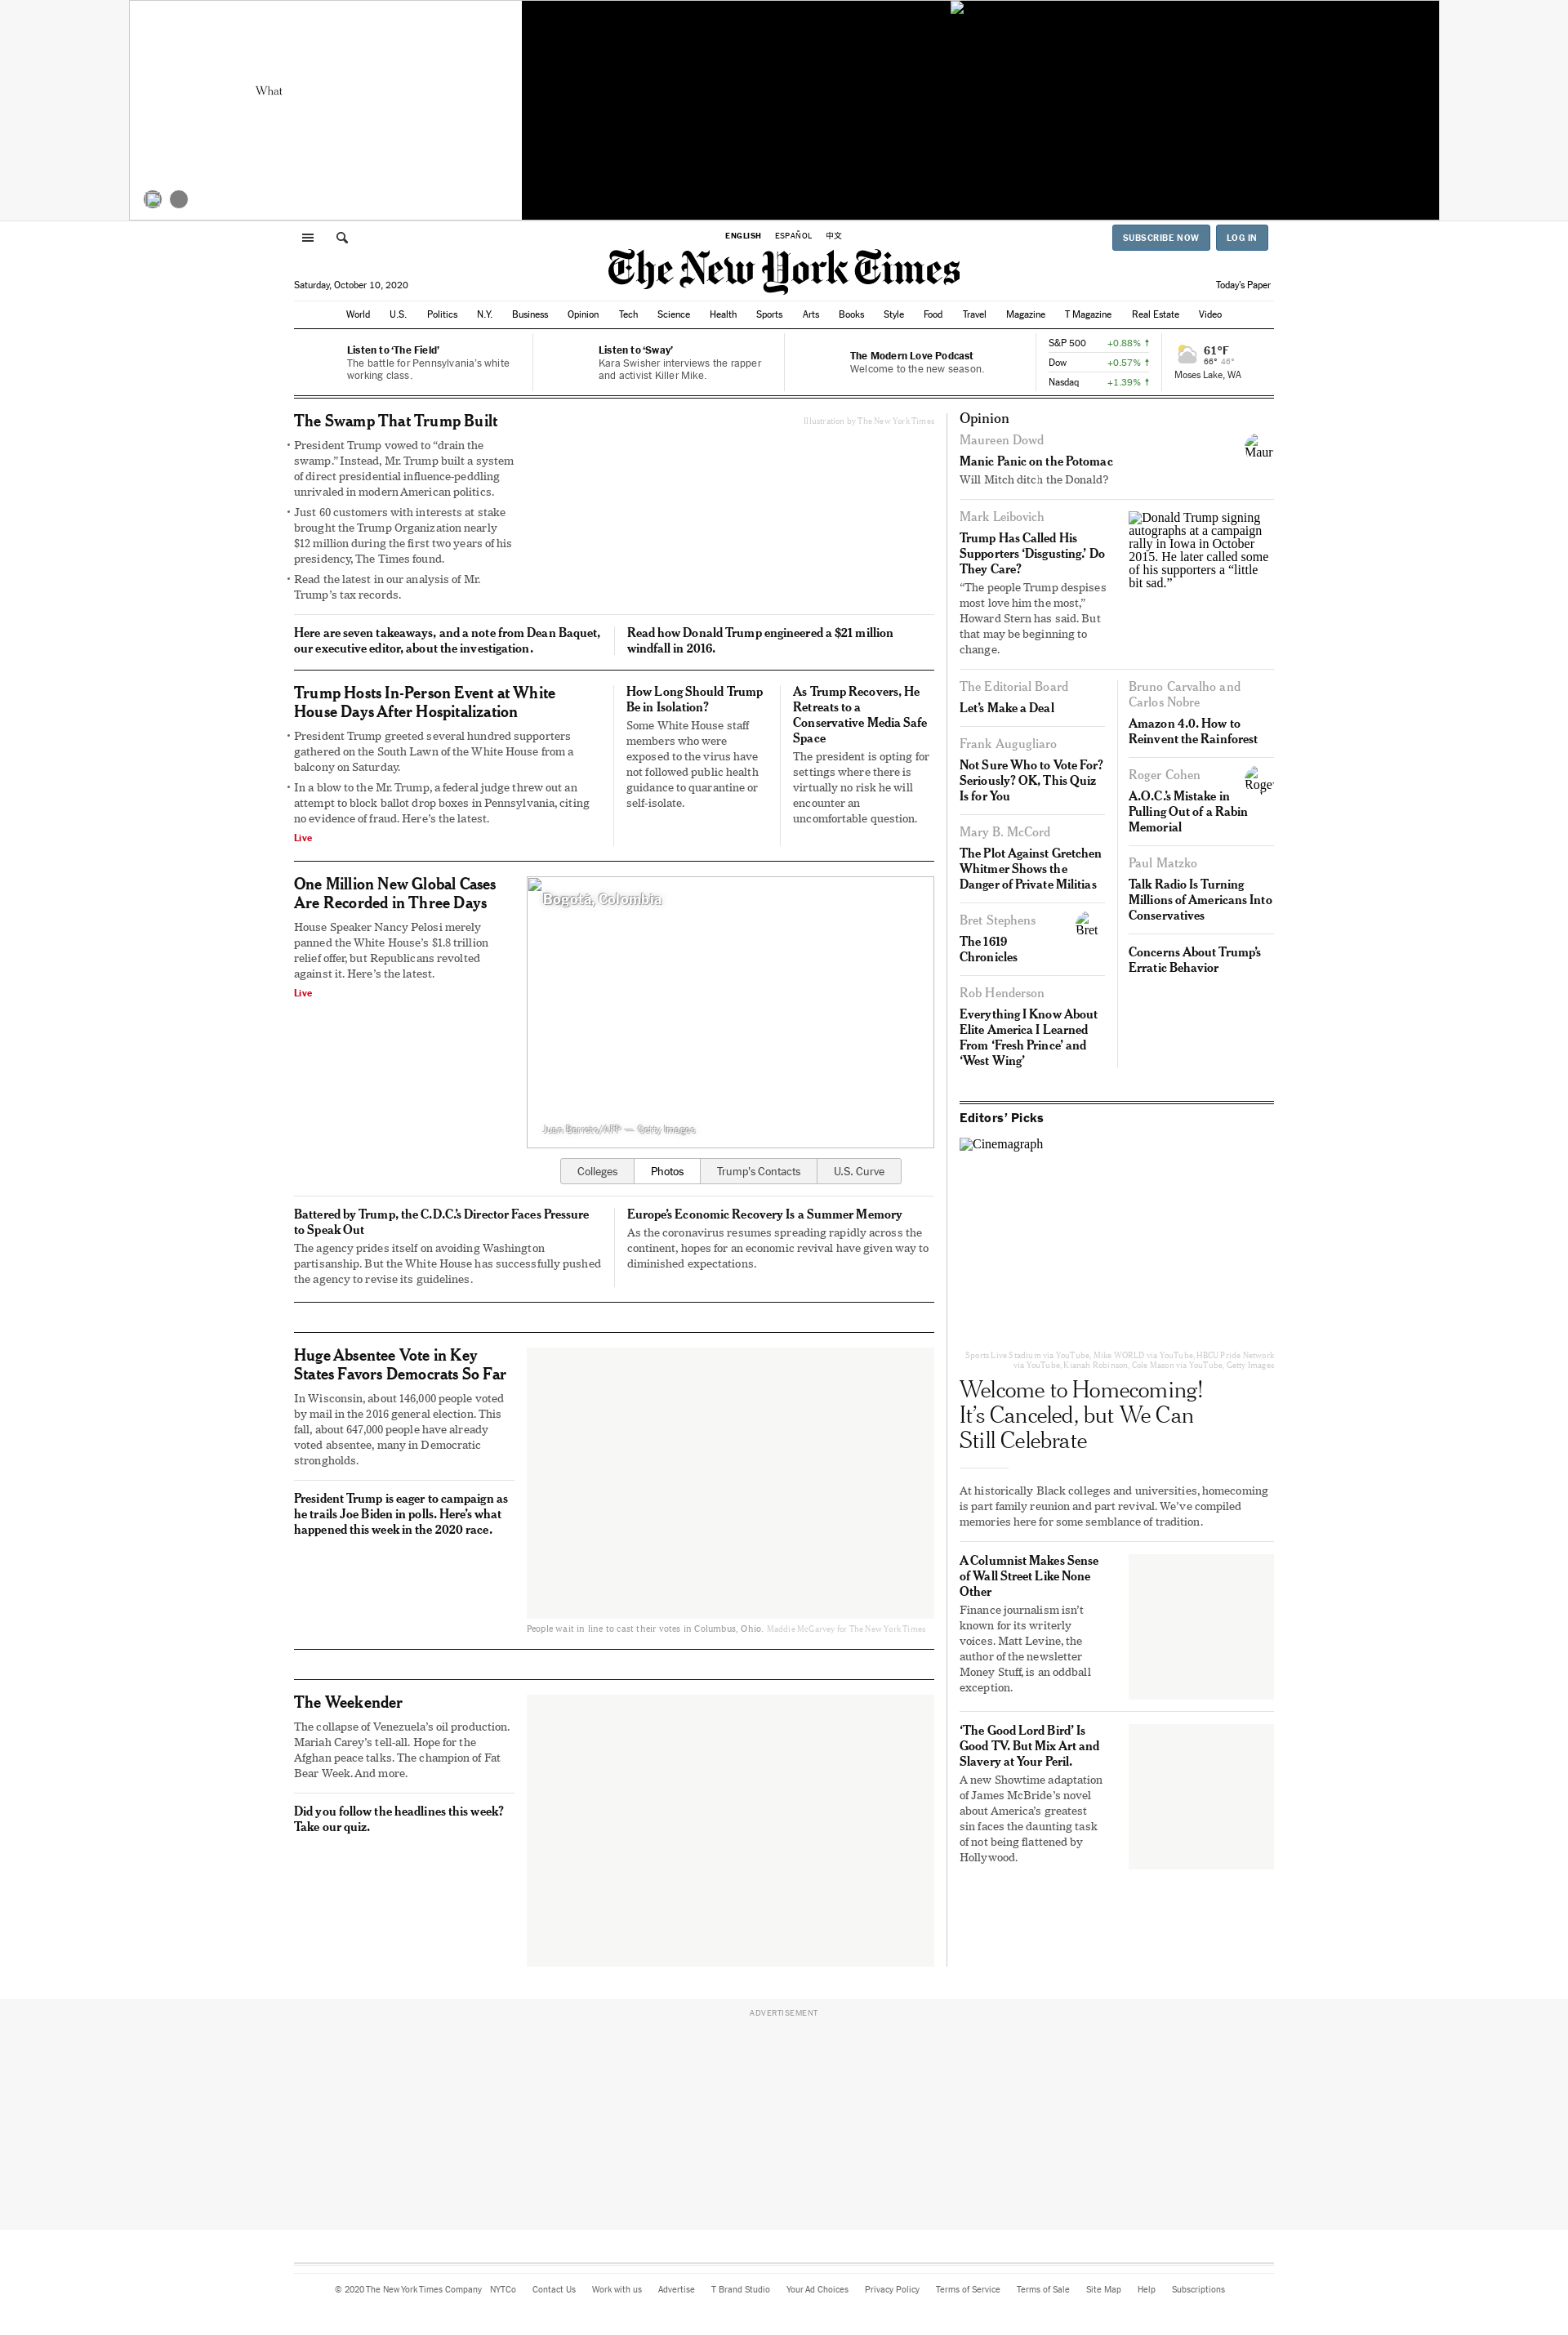 What
ENGLISH ESPAÑOL 中文
SUBSCRIBE NOW LOG IN
The New York Times
Saturday, October 10, 2020
Today's Paper
World U.S. Politics N.Y. Business Opinion Tech Science Health Sports Arts Books Style Food Travel Magazine T Magazine Real Estate Video
Listen to ‘The Field’
The battle for Pennsylvania’s white
working class.
Listen to ‘Sway’
Kara Swisher interviews the rapper
and activist Killer Mike.
The Modern Love Podcast
Welcome to the new season.
S&P 500 +0.88% ↑
Dow +0.57% ↑
Nasdaq +1.39% ↑
61°F
66° 46°
Moses Lake, WA
The Swamp That Trump Built
• President Trump vowed to “drain the
swamp.” Instead, Mr. Trump built a system
of direct presidential influence-peddling
unrivaled in modern American politics.
• Just 60 customers with interests at stake
brought the Trump Organization nearly
$12 million during the first two years of his
presidency, The Times found.
• Read the latest in our analysis of Mr.
Trump’s tax records.
Illustration by The New York Times
Here are seven takeaways, and a note from Dean Baquet,
our executive editor, about the investigation.
Read how Donald Trump engineered a $21 million
windfall in 2016.
Trump Hosts In-Person Event at White
House Days After Hospitalization
• President Trump greeted several hundred supporters
gathered on the South Lawn of the White House from a
balcony on Saturday.
• In a blow to the Mr. Trump, a federal judge threw out an
attempt to block ballot drop boxes in Pennsylvania, citing
no evidence of fraud. Here’s the latest.
Live
How Long Should Trump
Be in Isolation?
Some White House staff
members who were
exposed to the virus have
not followed public health
guidance to quarantine or
self-isolate.
As Trump Recovers, He
Retreats to a
Conservative Media Safe
Space
The president is opting for
settings where there is
virtually no risk he will
encounter an
uncomfortable question.
One Million New Global Cases
Are Recorded in Three Days
House Speaker Nancy Pelosi merely
panned the White House’s $1.8 trillion
relief offer, but Republicans revolted
against it. Here’s the latest.
Live
Bogotá, Colombia
Juan Barreto/AFP — Getty Images
Colleges Photos Trump’s Contacts U.S. Curve
Battered by Trump, the C.D.C.’s Director Faces Pressure
to Speak Out
The agency prides itself on avoiding Washington
partisanship. But the White House has successfully pushed
the agency to revise its guidelines.
Europe’s Economic Recovery Is a Summer Memory
As the coronavirus resumes spreading rapidly across the
continent, hopes for an economic revival have given way to
diminished expectations.
Huge Absentee Vote in Key
States Favors Democrats So Far
In Wisconsin, about 146,000 people voted
by mail in the 2016 general election. This
fall, about 647,000 people have already
voted absentee, many in Democratic
strongholds.
President Trump is eager to campaign as
he trails Joe Biden in polls. Here’s what
happened this week in the 2020 race.
People wait in line to cast their votes in Columbus, Ohio. Maddie McGarvey for The New York Times
The Weekender
The collapse of Venezuela’s oil production.
Mariah Carey’s tell-all. Hope for the
Afghan peace talks. The champion of Fat
Bear Week. And more.
Did you follow the headlines this week?
Take our quiz.
Opinion
Maureen Dowd
Manic Panic on the Potomac
Will Mitch ditch the Donald?
Maur
Mark Leibovich
Trump Has Called His
Supporters ‘Disgusting.’ Do
They Care?
“The people Trump despises
most love him the most,”
Howard Stern has said. But
that may be beginning to
change.
Donald Trump signing
autographs at a campaign
rally in Iowa in October
2015. He later called some
of his supporters a “little
bit sad.”
The Editorial Board
Let’s Make a Deal
Frank Augugliaro
Not Sure Who to Vote For?
Seriously? OK, This Quiz
Is for You
Mary B. McCord
The Plot Against Gretchen
Whitmer Shows the
Danger of Private Militias
Bret Stephens
The 1619
Chronicles
Bret
Rob Henderson
Everything I Know About
Elite America I Learned
From ‘Fresh Prince’ and
‘West Wing’
Bruno Carvalho and
Carlos Nobre
Amazon 4.0. How to
Reinvent the Rainforest
Roger Cohen
A.O.C.’s Mistake in
Pulling Out of a Rabin
Memorial
Roger
Paul Matzko
Talk Radio Is Turning
Millions of Americans Into
Conservatives
Concerns About Trump’s
Erratic Behavior
Editors’ Picks
Cinemagraph
Sports Live Stadium via YouTube, Mike WORLD via YouTube, HBCU Pride Network
via YouTube, Kianah Robinson, Cole Mason via YouTube, Getty Images
Welcome to Homecoming!
It’s Canceled, but We Can
Still Celebrate
At historically Black colleges and universities, homecoming
is part family reunion and part revival. We’ve compiled
memories here for some semblance of tradition.
A Columnist Makes Sense
of Wall Street Like None
Other
Finance journalism isn’t
known for its writerly
voices. Matt Levine, the
author of the newsletter
Money Stuff, is an oddball
exception.
‘The Good Lord Bird’ Is
Good TV. But Mix Art and
Slavery at Your Peril.
A new Showtime adaptation
of James McBride’s novel
about America’s greatest
sin faces the daunting task
of not being flattened by
Hollywood.
ADVERTISEMENT
© 2020 The New York Times Company NYTCo Contact Us Work with us Advertise T Brand Studio Your Ad Choices Privacy Policy Terms of Service Terms of Sale Site Map Help Subscriptions